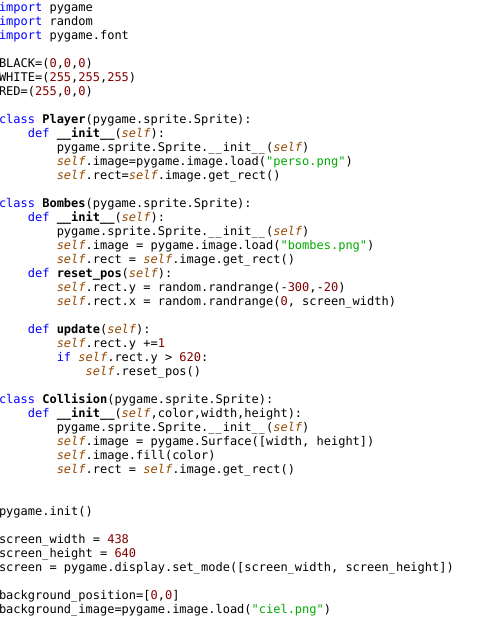 import pygame
import random
import pygame.font

BLACK=(0,0,0)
WHITE=(255,255,255)
RED=(255,0,0)

class Player(pygame.sprite.Sprite):
    def __init__(self):
        pygame.sprite.Sprite.__init__(self)
        self.image=pygame.image.load("perso.png")
        self.rect=self.image.get_rect()

class Bombes(pygame.sprite.Sprite):
    def __init__(self):
        pygame.sprite.Sprite.__init__(self)
        self.image = pygame.image.load("bombes.png")
        self.rect = self.image.get_rect()
    def reset_pos(self):
        self.rect.y = random.randrange(-300,-20)
        self.rect.x = random.randrange(0, screen_width)

    def update(self):
        self.rect.y +=1
        if self.rect.y > 620:
            self.reset_pos()

class Collision(pygame.sprite.Sprite):
    def __init__(self,color,width,height):
        pygame.sprite.Sprite.__init__(self)
        self.image = pygame.Surface([width, height])
        self.image.fill(color)
        self.rect = self.image.get_rect()


pygame.init()

screen_width = 438
screen_height = 640
screen = pygame.display.set_mode([screen_width, screen_height])

background_position=[0,0]
background_image=pygame.image.load("ciel.png")